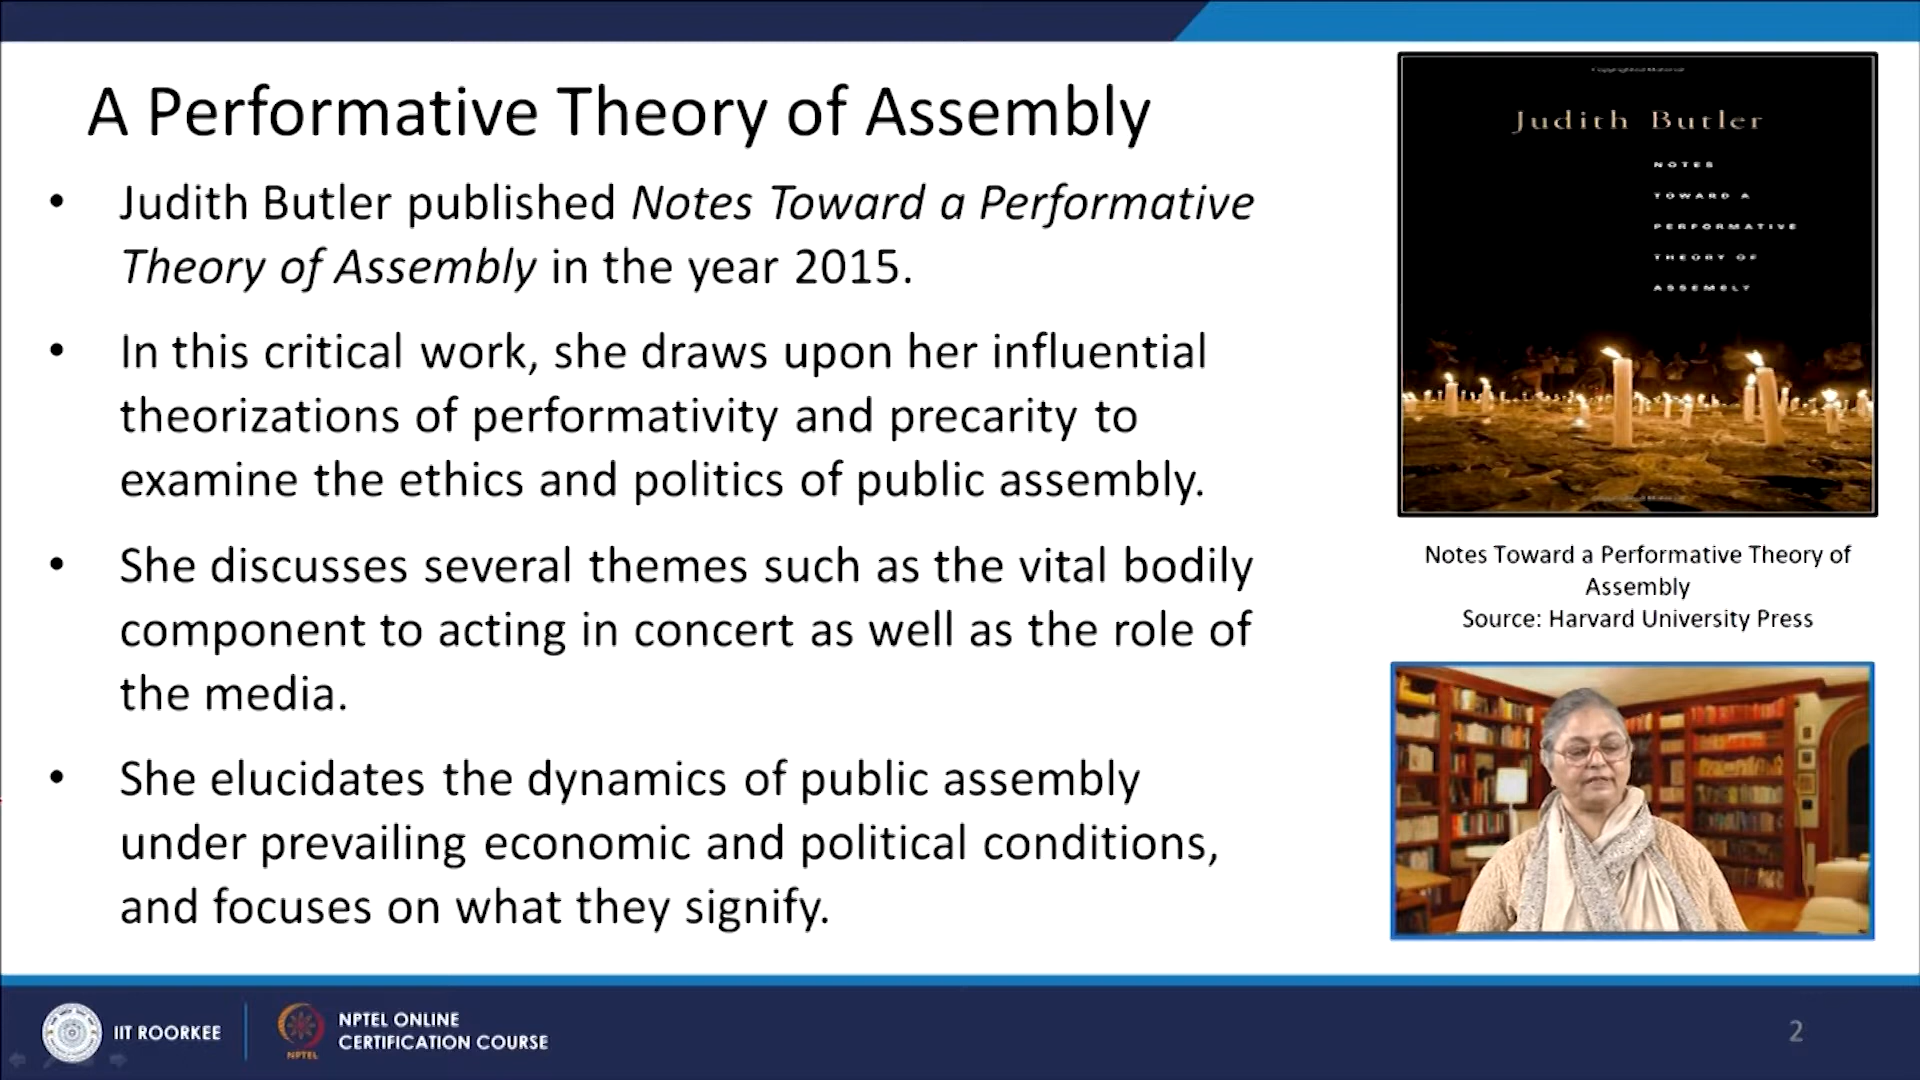 A Performative Theory of Assembly
• Judith Butler published Notes Toward a Performative
Theory of Assembly in the year 2015.
• In this critical work, she draws upon her influential
theorizations of performativity and precarity to
examine the ethics and politics of public assembly.
• She discusses several themes such as the vital bodily
component to acting in concert as well as the role of
the media.
• She elucidates the dynamics of public assembly
under prevailing economic and political conditions,
and focuses on what they signify.
Copyrighted Material
Judith Butler
NOTES
TOWARD A
PERFORMATIVE
THEORY OF
ASSEMBLY
Notes Toward a Performative Theory of
Assembly
Source: Harvard University Press
IIT ROORKEE
NPTEL
NPTEL ONLINE
CERTIFICATION COURSE
2